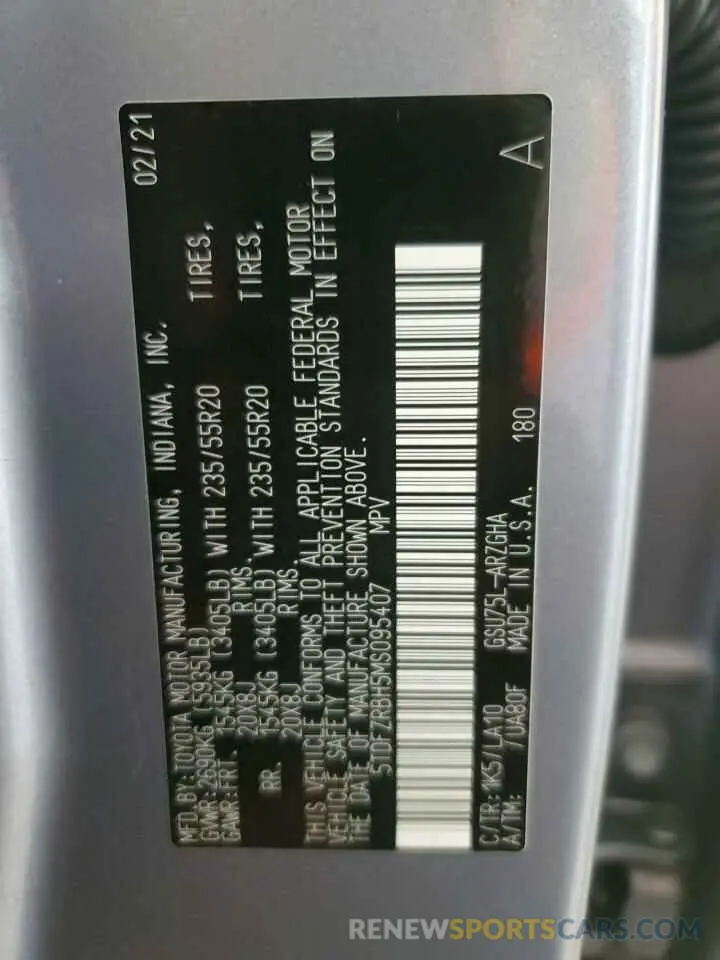 MFD. BY: TOYOTA MOTOR MANUFACTURING, INDIANA, INC. 02/21
GVWR: 2690KG (5935LB)
GAWR: FRT. 1545KG (3405LB) WITH 235/55R20 TIRES,
20X8J RIMS.
RR. 1545KG (3405LB) WITH 235/55R20 TIRES,
20X8J RIMS.
THIS VEHICLE CONFORMS TO ALL APPLICABLE FEDERAL MOTOR
VEHICLE SAFETY AND THEFT PREVENTION STANDARDS IN EFFECT ON
THE DATE OF MANUFACTURE SHOWN ABOVE.
5TDFZRBH5MS095407 MPV
C/TR: 1K5/LA10 GSU75L-ARZGHA A
A/TM: /UA80F MADE IN U.S.A. 180
RENEWSPORTSCARS.COM